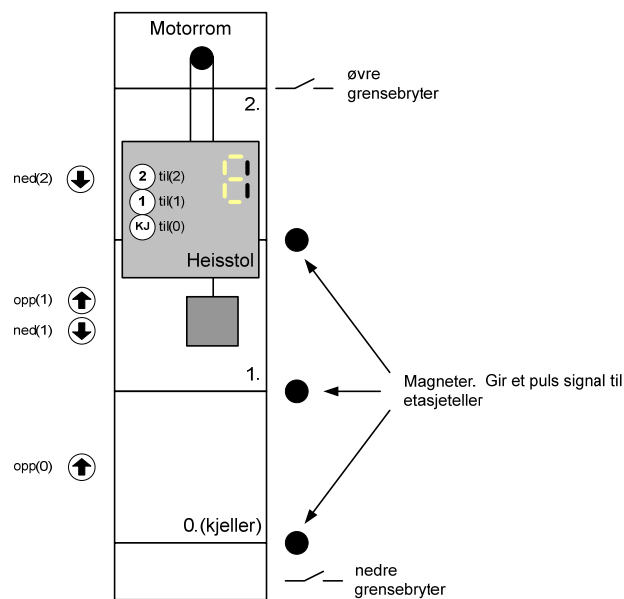 Motorrom
øvre
grensebryter
2.
ned(2)
2 til(2)
1 til(1)
KJ til(0)
Heisstol
opp(1)
ned(1)
1.
Magneter. Gir et puls signal til
etasjeteller
opp(0)
0.(kjeller)
nedre
grensebryter